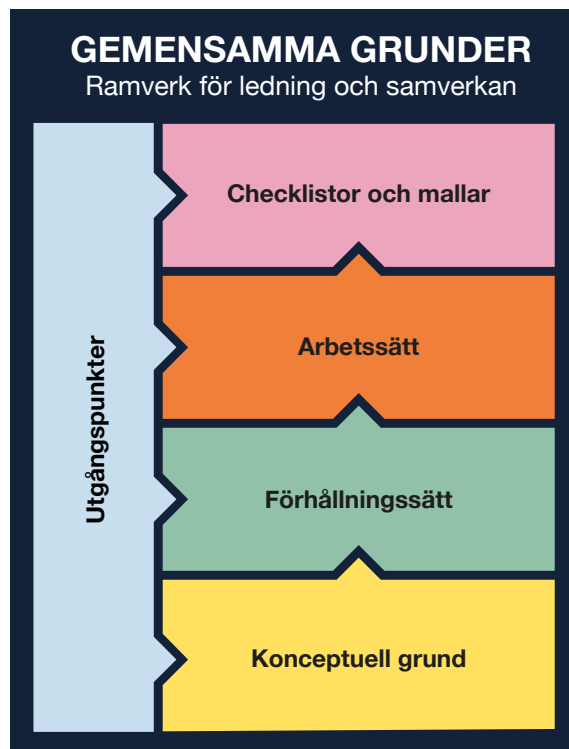 GEMENSAMMA GRUNDER
Ramverk för ledning och samverkan
Utgångspunkter
Checklistor och mallar
Arbetssätt
Förhållningssätt
Konceptuell grund